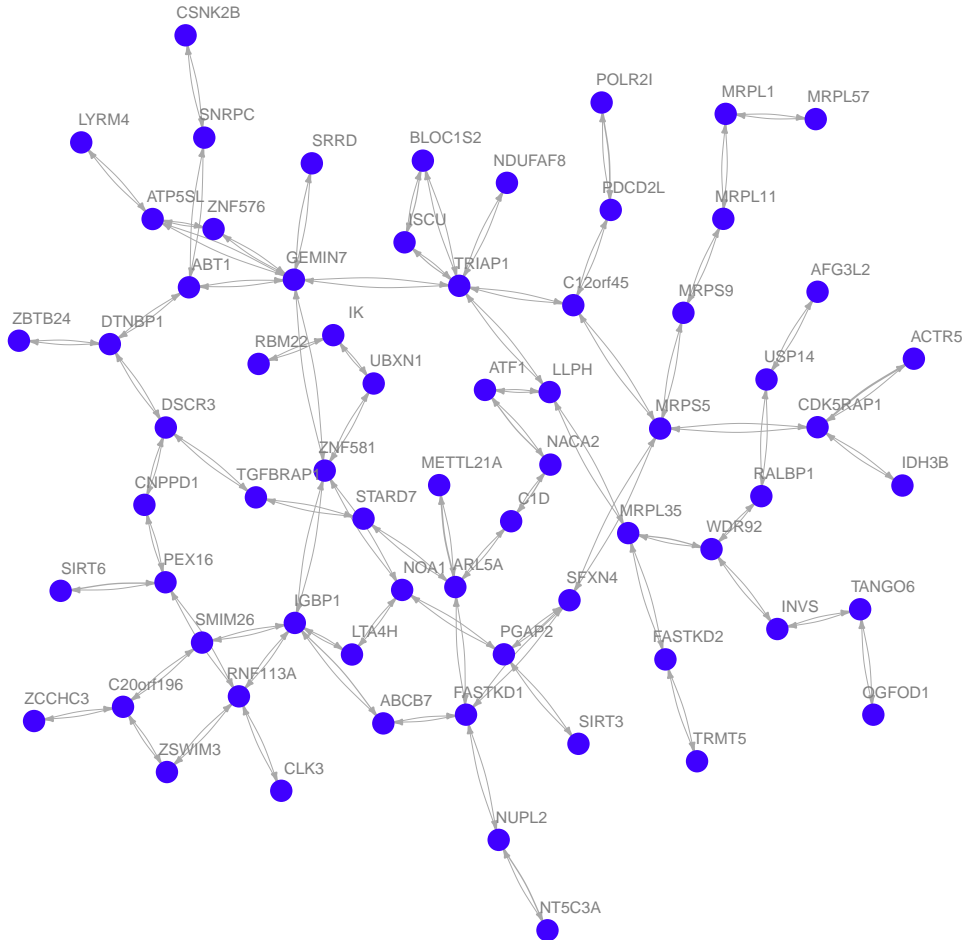 CSNK2B
POLR2I
MRPL1
MRPL57
SNRPC
LYRM4
SRRD
BLOC1S2
NDUFAF8
PDCD2L
MRPL11
ATP5SL
ZNF576
ISCU
GEMIN7
TRIAP1
C12orf45
AFG3L2
ABT1
MRPS9
ZBTB24
DTNBP1
IK
RBM22
UBXN1
ATF1
LLPH
USP14
ACTR5
DSCR3
MRPS5
CDK5RAP1
ZNF581
NACA2
CNPPD1
TGFBRAP1
METTL21A
STARD7
C1D
MRPL35
RALBP1
IDH3B
WDR92
PEX16
SIRT6
NOA1
ARL5A
SFXN4
SMIM26
IGBP1
LTA4H
PGAP2
FASTKD2
INVS
TANGO6
C20orf196
RNF113A
ZCCHC3
ABCB7
FASTKD1
SIRT3
OGFOD1
ZSWIM3
CLK3
TRMT5
NUPL2
NT5C3A